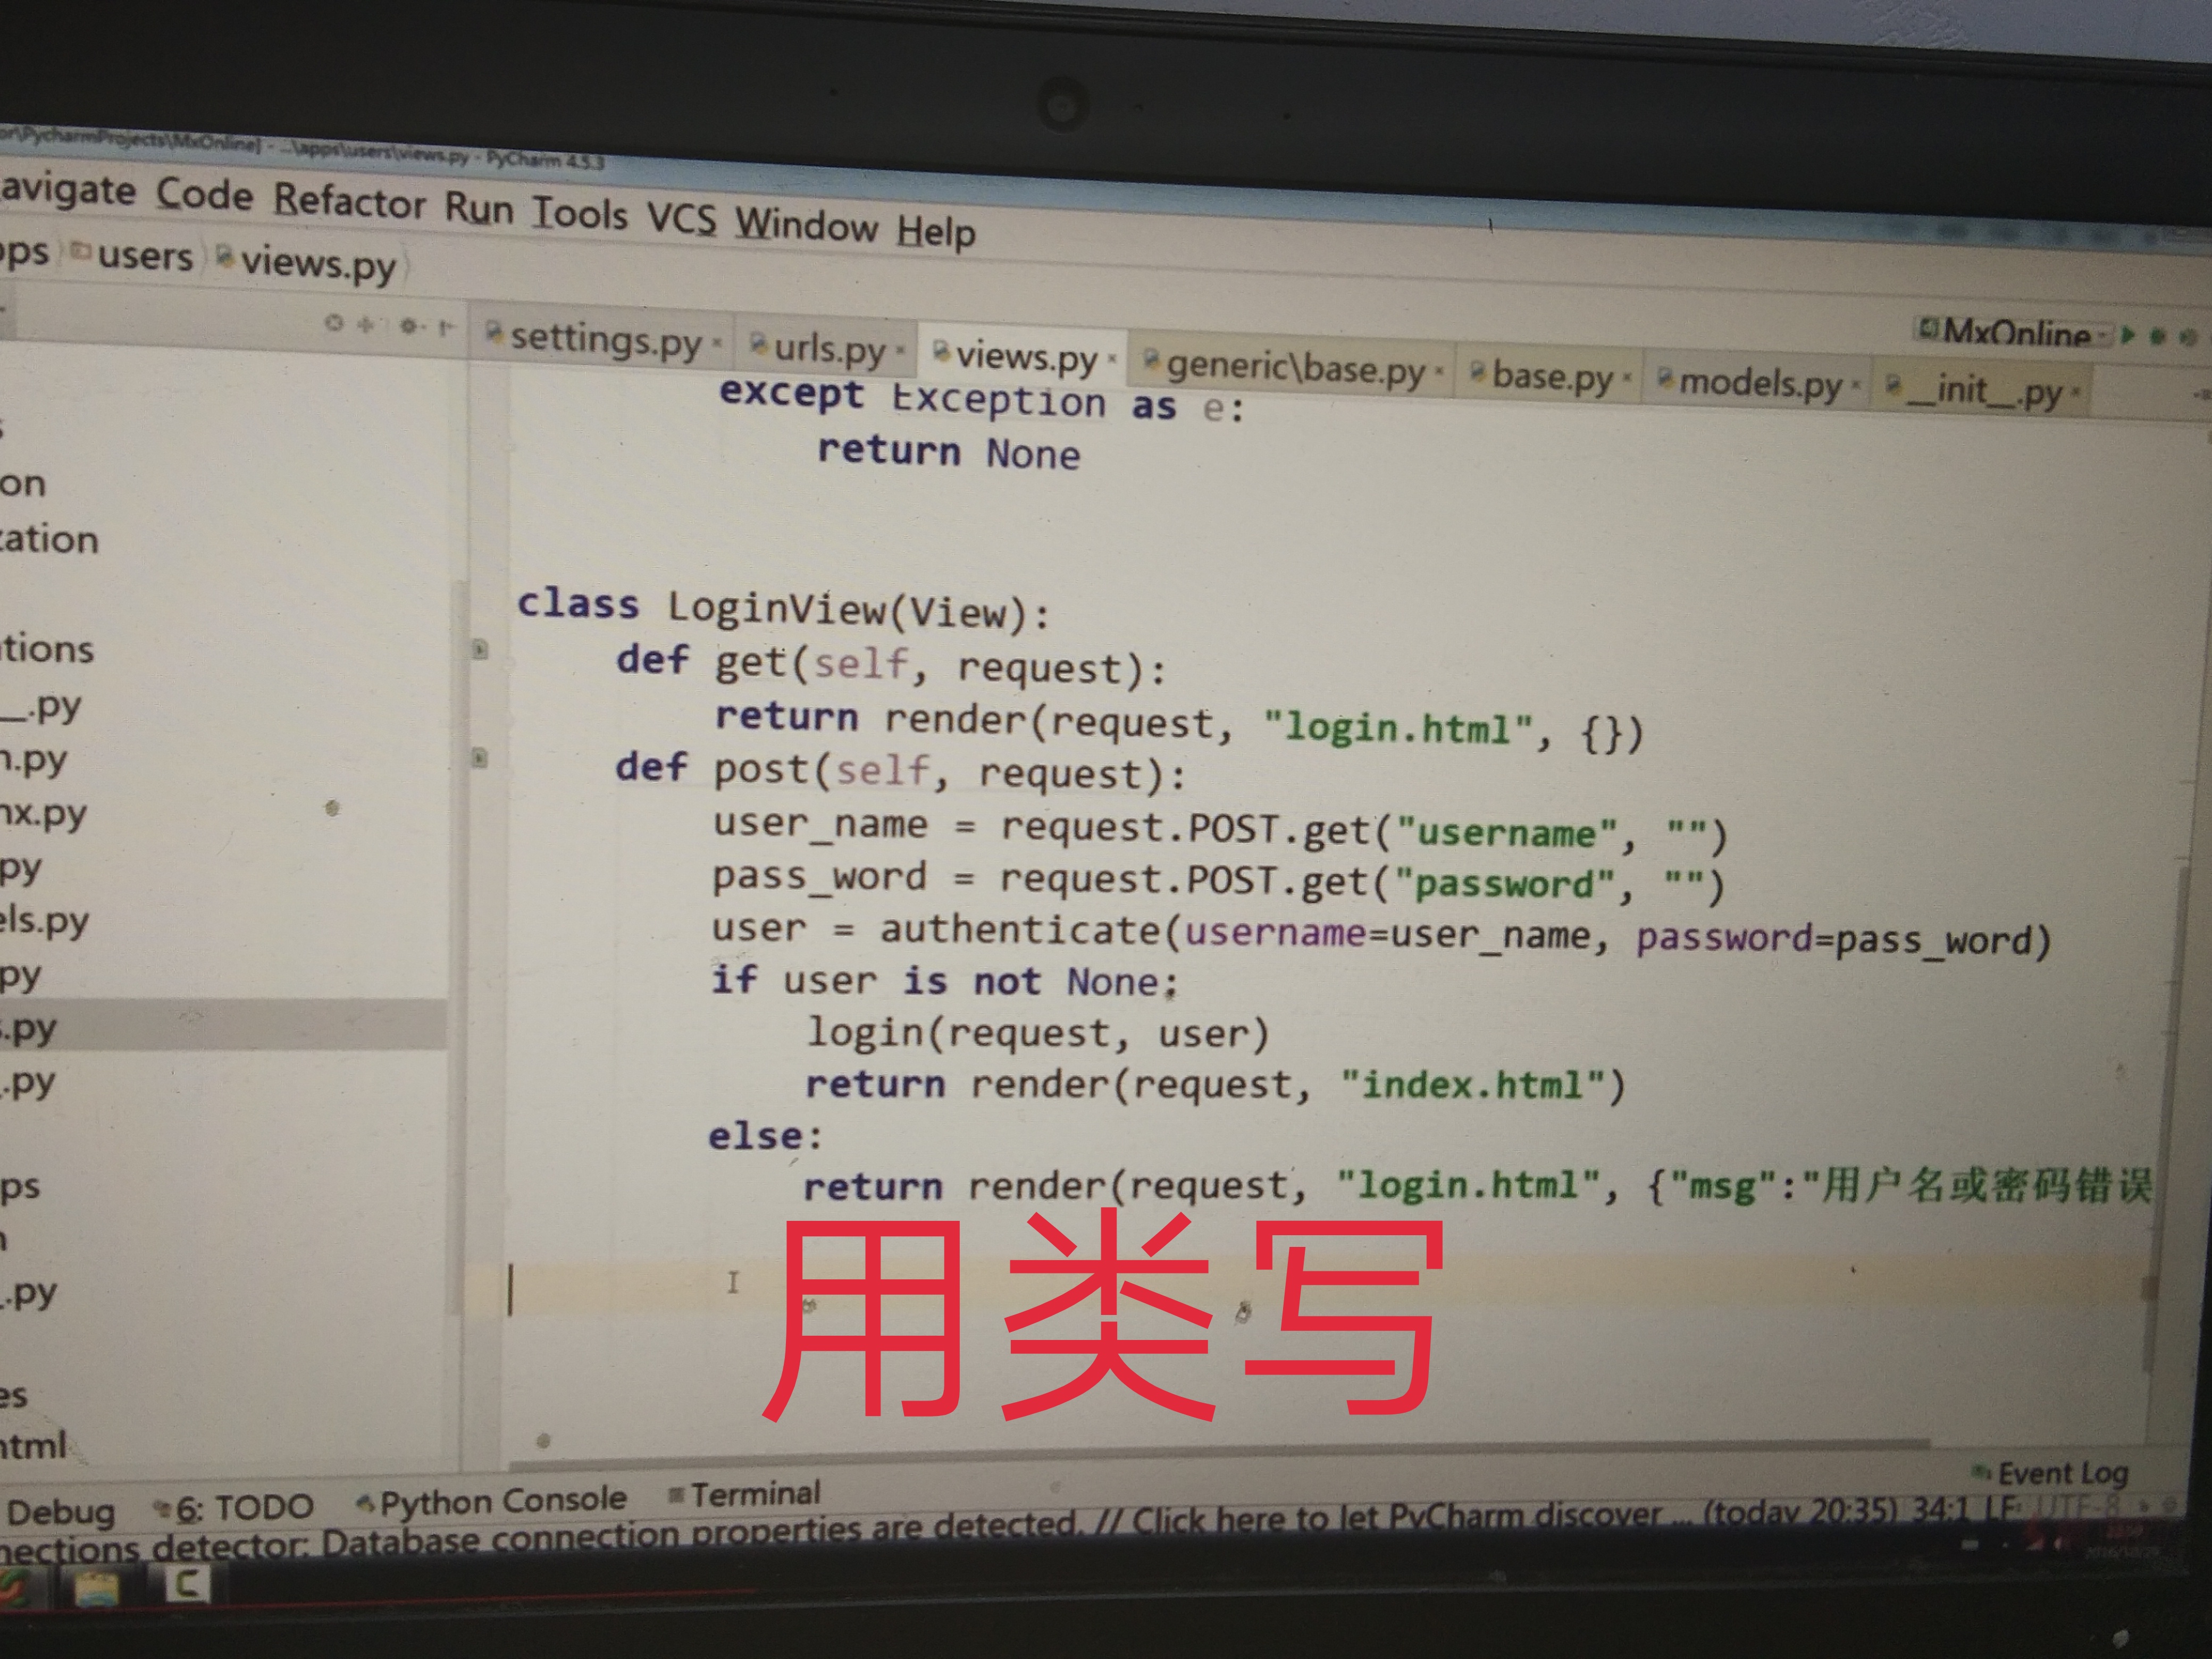 or\PycharmProjects\MxOnline] - ...\apps\users\views.py - PyCharm 4.5.3
avigate Code Refactor Run Tools VCS Window Help
ps users views.py
MxOnline
settings.py urls.py views.py generic\base.py base.py models.py __init__.py
except Exception as e:
return None
on
zation
class LoginView(View):
def get(self, request):
return render(request, "login.html", {})
def post(self, request):
user_name = request.POST.get("username", "")
pass_word = request.POST.get("password", "")
user = authenticate(username=user_name, password=pass_word)
if user is not None:
login(request, user)
return render(request, "index.html")
else:
return render(request, "login.html", {"msg":"用户名或密码错误
tions
__.py
n.py
nx.py
py
els.py
py
s.py
.py
ps
n
.py
es
html
用类写
Debug 6: TODO Python Console Terminal Event Log
nections detector: Database connection properties are detected. // Click here to let PyCharm discover ... (today 20:35) 34:1 LF: UTF-8